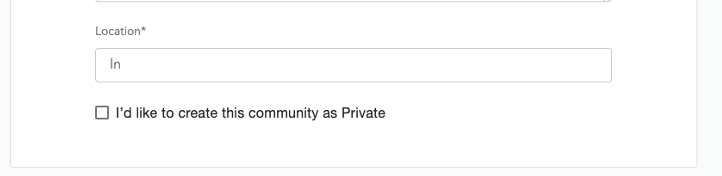 Location*
In
I'd like to create this community as Private